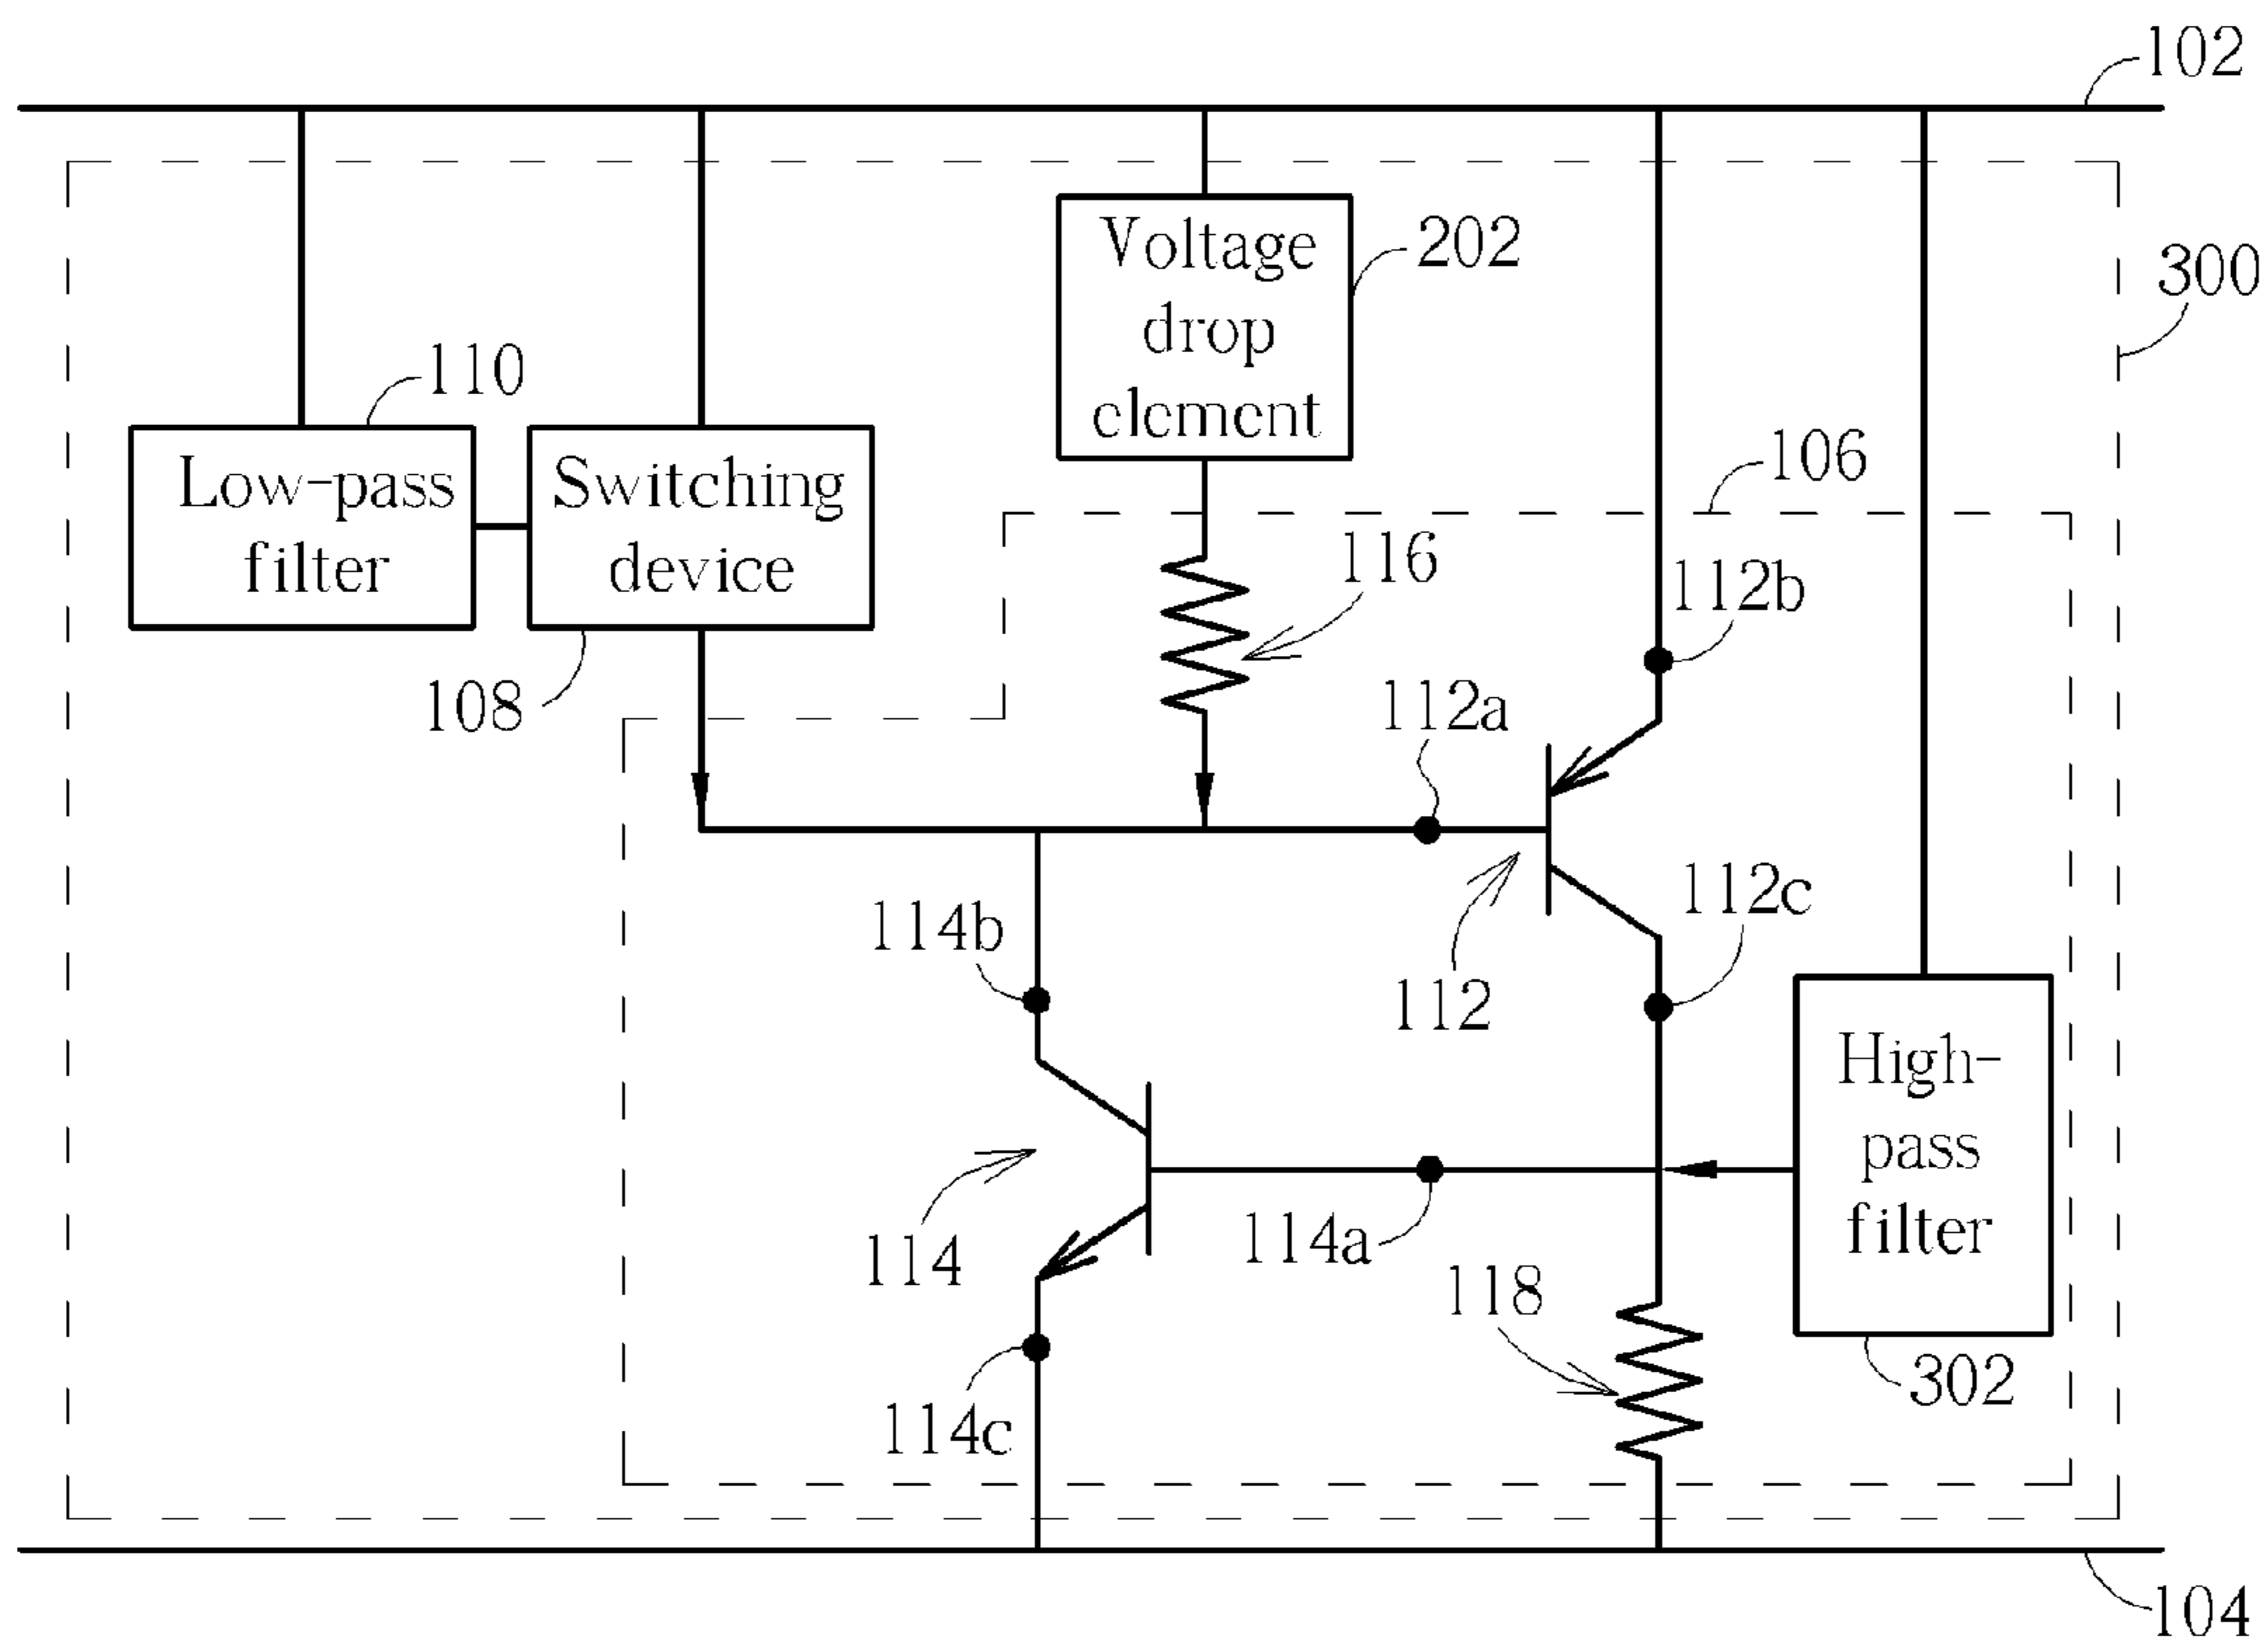 102
Voltage
drop
element
202
300
110
Low-pass
filter
Switching
device
106
116
112b
108
112a
114b
112c
112
High-
pass
filter
114
114a
118
302
114c
104